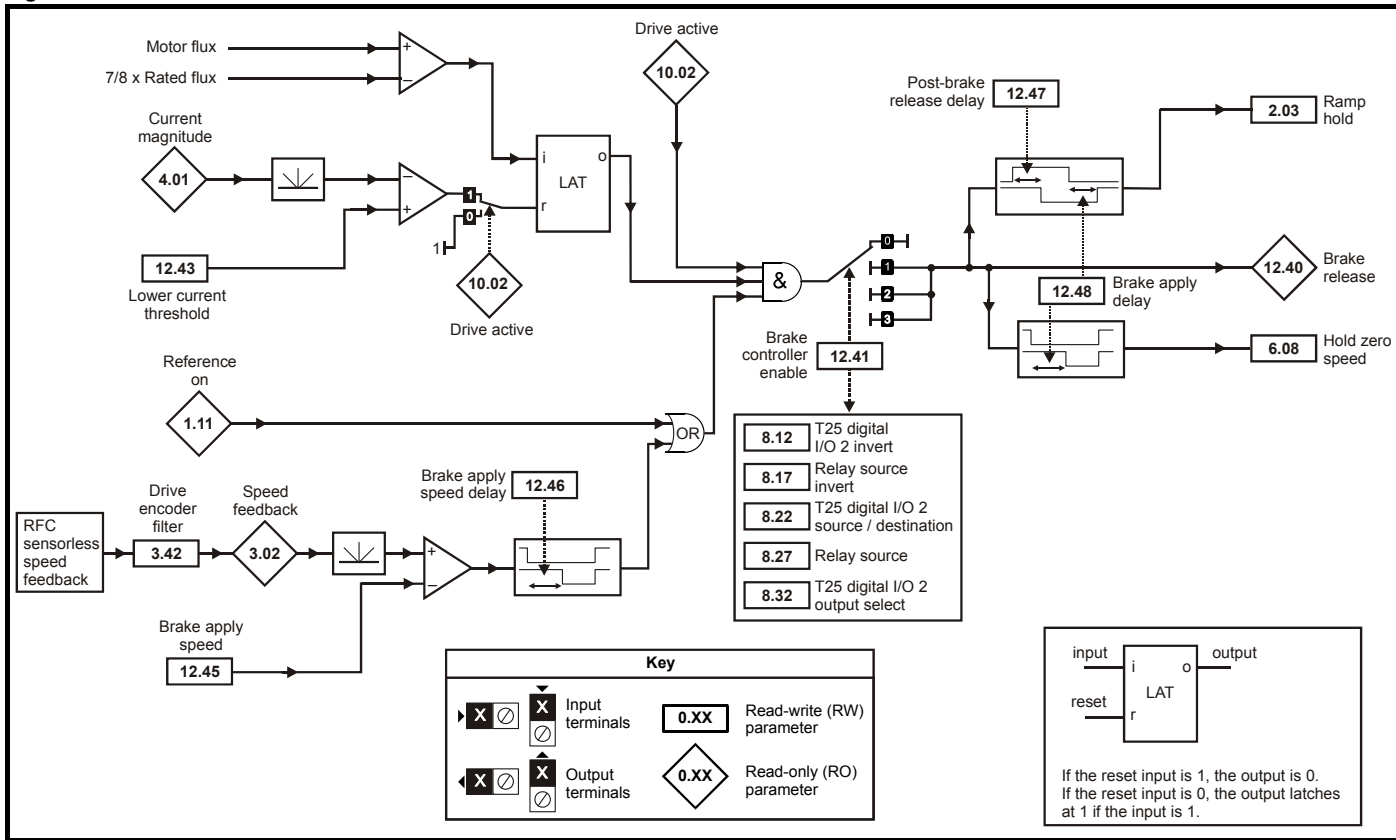 Motor flux
7/8 x Rated flux
+
–
Current
magnitude
4.01
–
+
12.43
Lower current
threshold
1
0
1
10.02
Drive active
i
o
LAT
r
Drive active
10.02
&
0
1
2
3
Brake
controller
enable
12.41
Post-brake
release delay
12.47
2.03
Ramp
hold
12.48
Brake apply
delay
12.40
Brake
release
6.08
Hold zero
speed
Reference
on
1.11
OR
Brake apply
speed delay
12.46
RFC
sensorless
speed
feedback
Drive
encoder
filter
3.42
Speed
feedback
3.02
+
–
Brake apply
speed
12.45
8.12
T25 digital
I/O 2 invert
8.17
Relay source
invert
8.22
T25 digital I/O 2
source / destination
8.27
Relay source
8.32
T25 digital I/O 2
output select
Key
X
X
Input
terminals
0.XX
Read-write (RW)
parameter
X
X
Output
terminals
0.XX
Read-only (RO)
parameter
input
output
i
o
LAT
reset
r
If the reset input is 1, the output is 0.
If the reset input is 0, the output latches
at 1 if the input is 1.